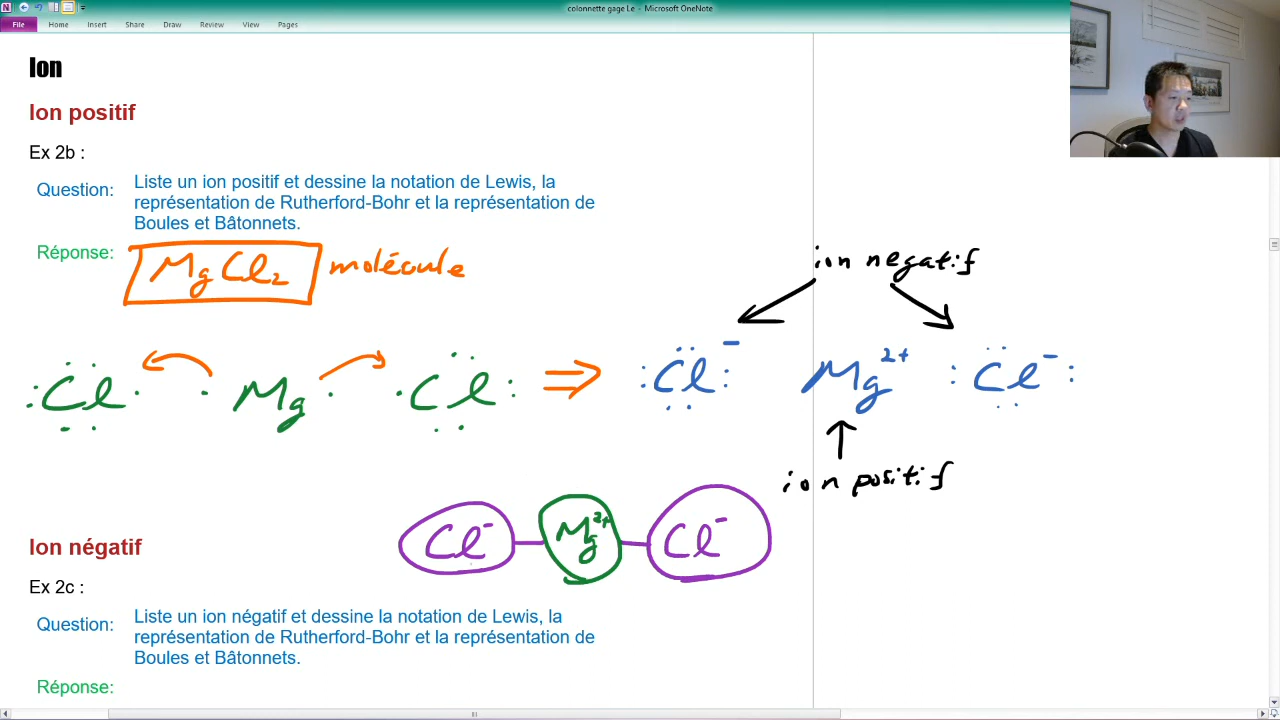 colonnette gage Le - Microsoft OneNote
File Home Insert Share Draw Review View Pages
Ion
Ion positif
Ex 2b :
Question: Liste un ion positif et dessine la notation de Lewis, la
représentation de Rutherford-Bohr et la représentation de
Boules et Bâtonnets.
Réponse: MgCl₂ molécule
ion negatif
Cl Mg Cl ⇒ Cl⁻ Mg²⁺ Cl⁻
ion positif
Cl⁻ Mg²⁺ Cl⁻
Ion négatif
Ex 2c :
Question: Liste un ion négatif et dessine la notation de Lewis, la
représentation de Rutherford-Bohr et la représentation de
Boules et Bâtonnets.
Réponse: